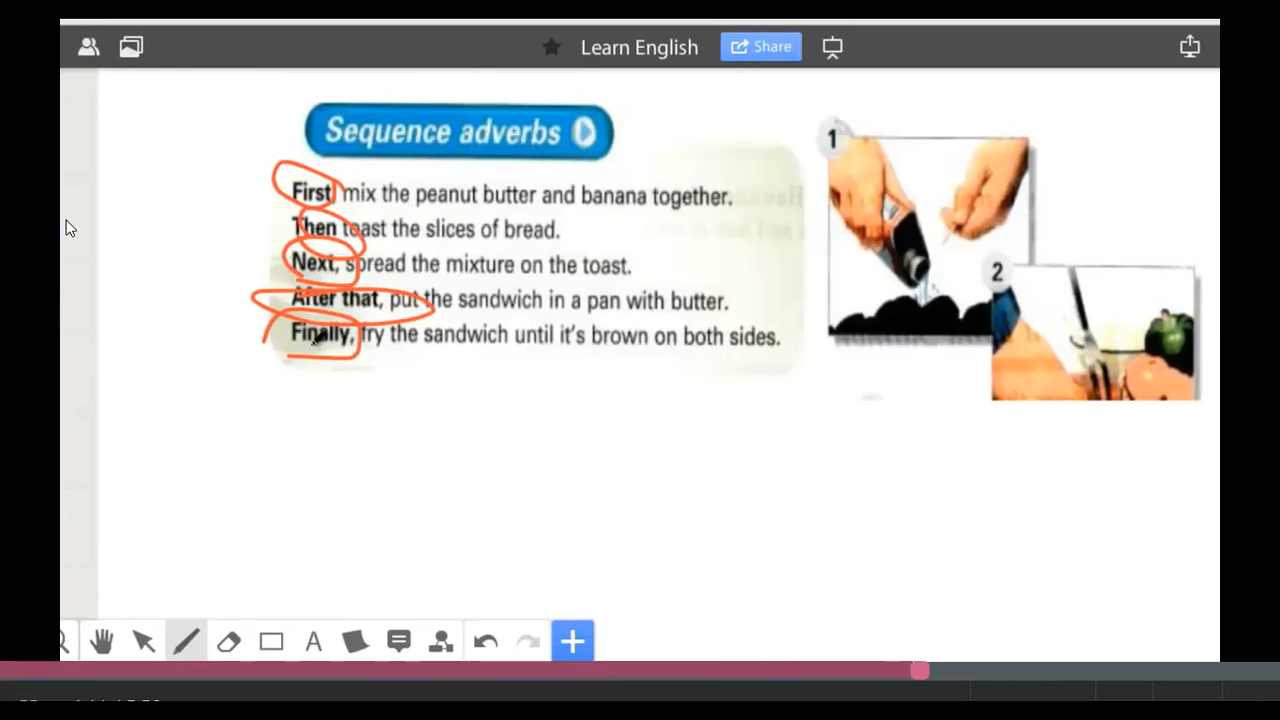 Learn English
Share
Sequence adverbs
First, mix the peanut butter and banana together.
Then toast the slices of bread.
Next, spread the mixture on the toast.
After that, put the sandwich in a pan with butter.
Finally, fry the sandwich until it's brown on both sides.
1
2
A